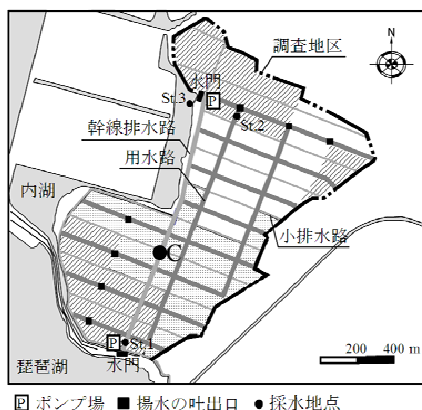 調査地区
N
水門
P
St.3
St.2
幹線排水路
用水路
内湖
小排水路
C
P
St.1
水門
琵琶湖
200 400 m
P ポンプ場 ■ 揚水の吐出口 ● 採水地点